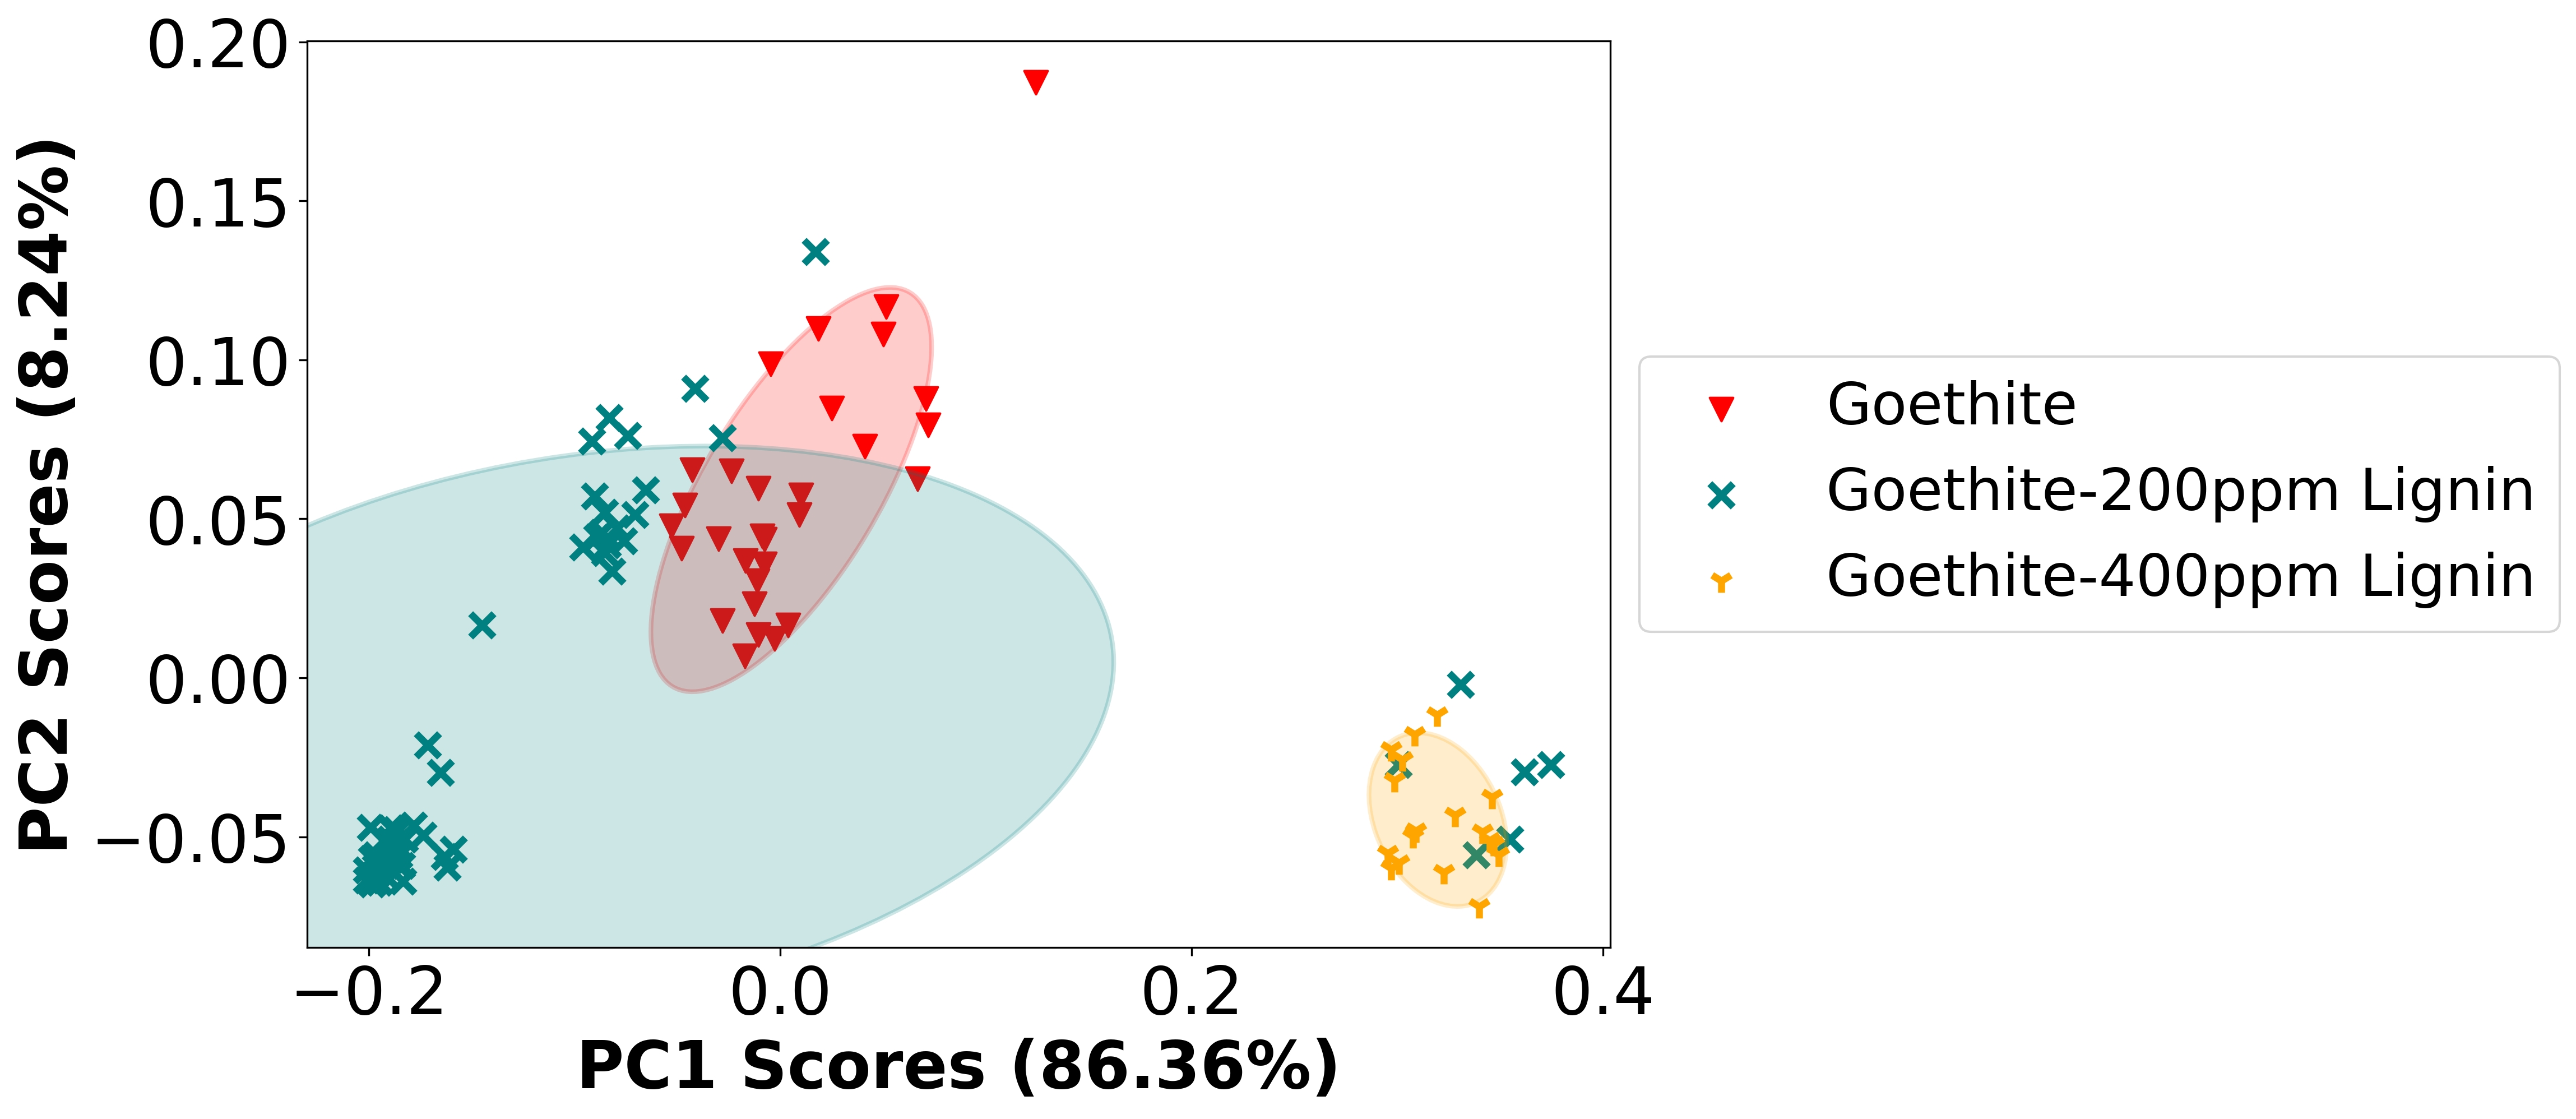 0.20
0.15
0.10
0.05
0.00
−0.05
PC2 Scores (8.24%)
−0.2
0.0
0.2
0.4
PC1 Scores (86.36%)
Goethite
Goethite-200ppm Lignin
Goethite-400ppm Lignin